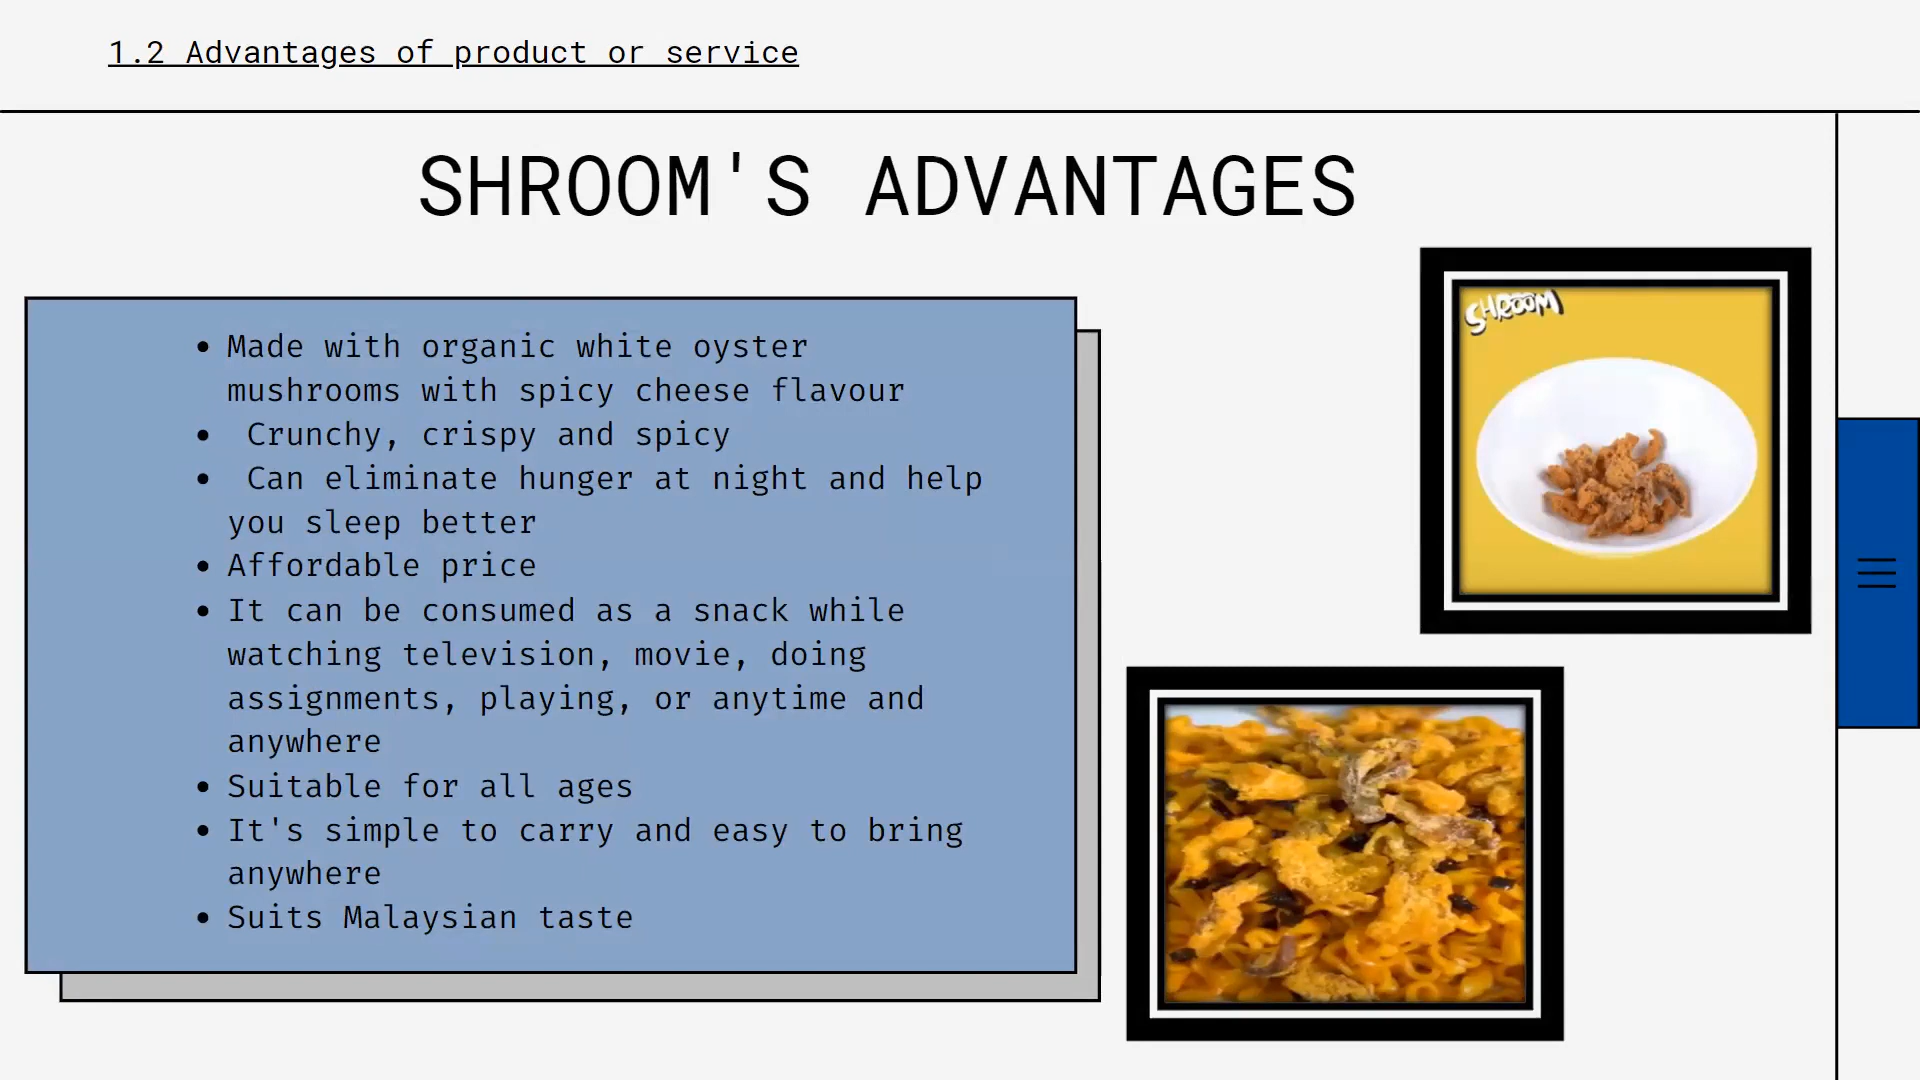 1.2 Advantages of product or service
SHROOM'S ADVANTAGES
• Made with organic white oyster
mushrooms with spicy cheese flavour
• Crunchy, crispy and spicy
• Can eliminate hunger at night and help
you sleep better
• Affordable price
• It can be consumed as a snack while
watching television, movie, doing
assignments, playing, or anytime and
anywhere
• Suitable for all ages
• It's simple to carry and easy to bring
anywhere
• Suits Malaysian taste
SHROOM